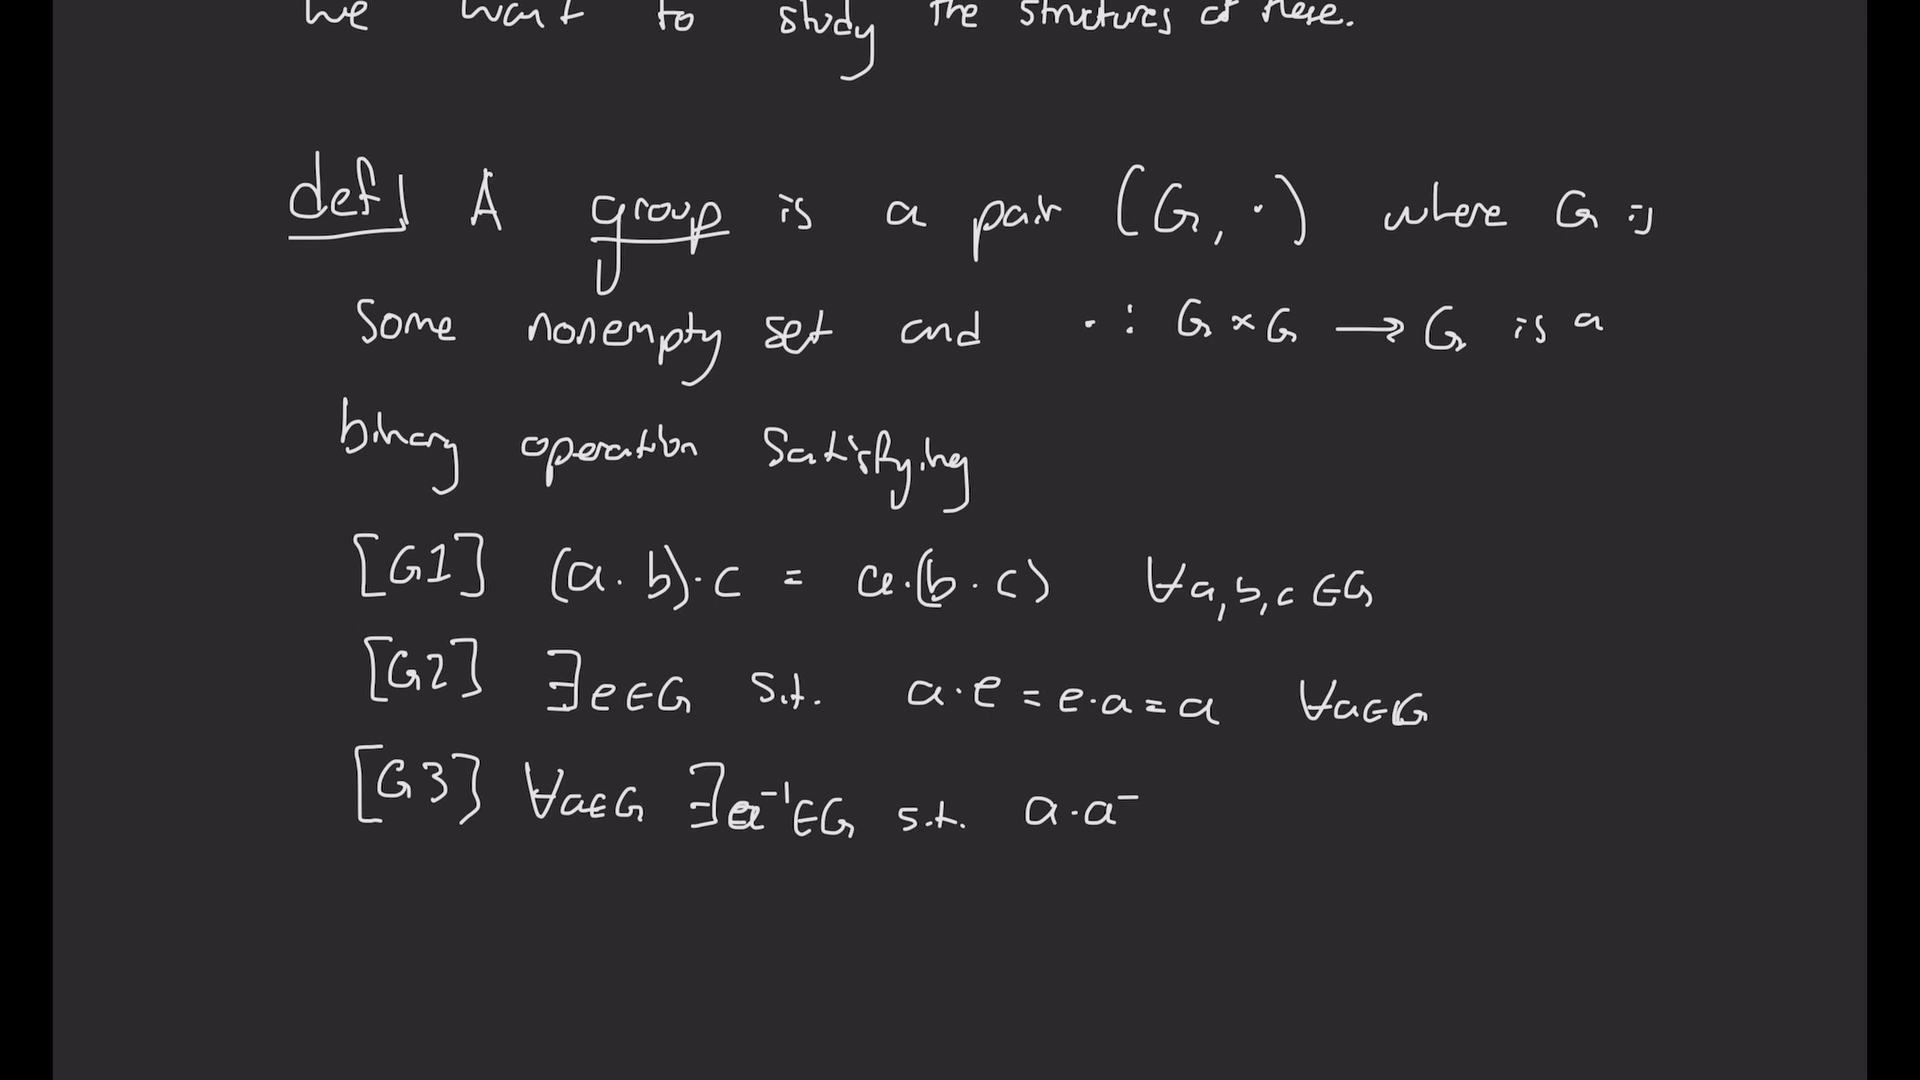 we want to study the structures of these.
def] A group is a pair (G, ·) where G is
Some nonempty set and · : G × G → G is a
binary operation Satisfying
[G1] (a · b) · c = a · (b · c) ∀a, b, c ∈ G
[G2] ∃e∈G s.t. a · e = e · a = a ∀a∈G
[G3] ∀a∈G ∃a⁻¹∈G s.t. a · a⁻